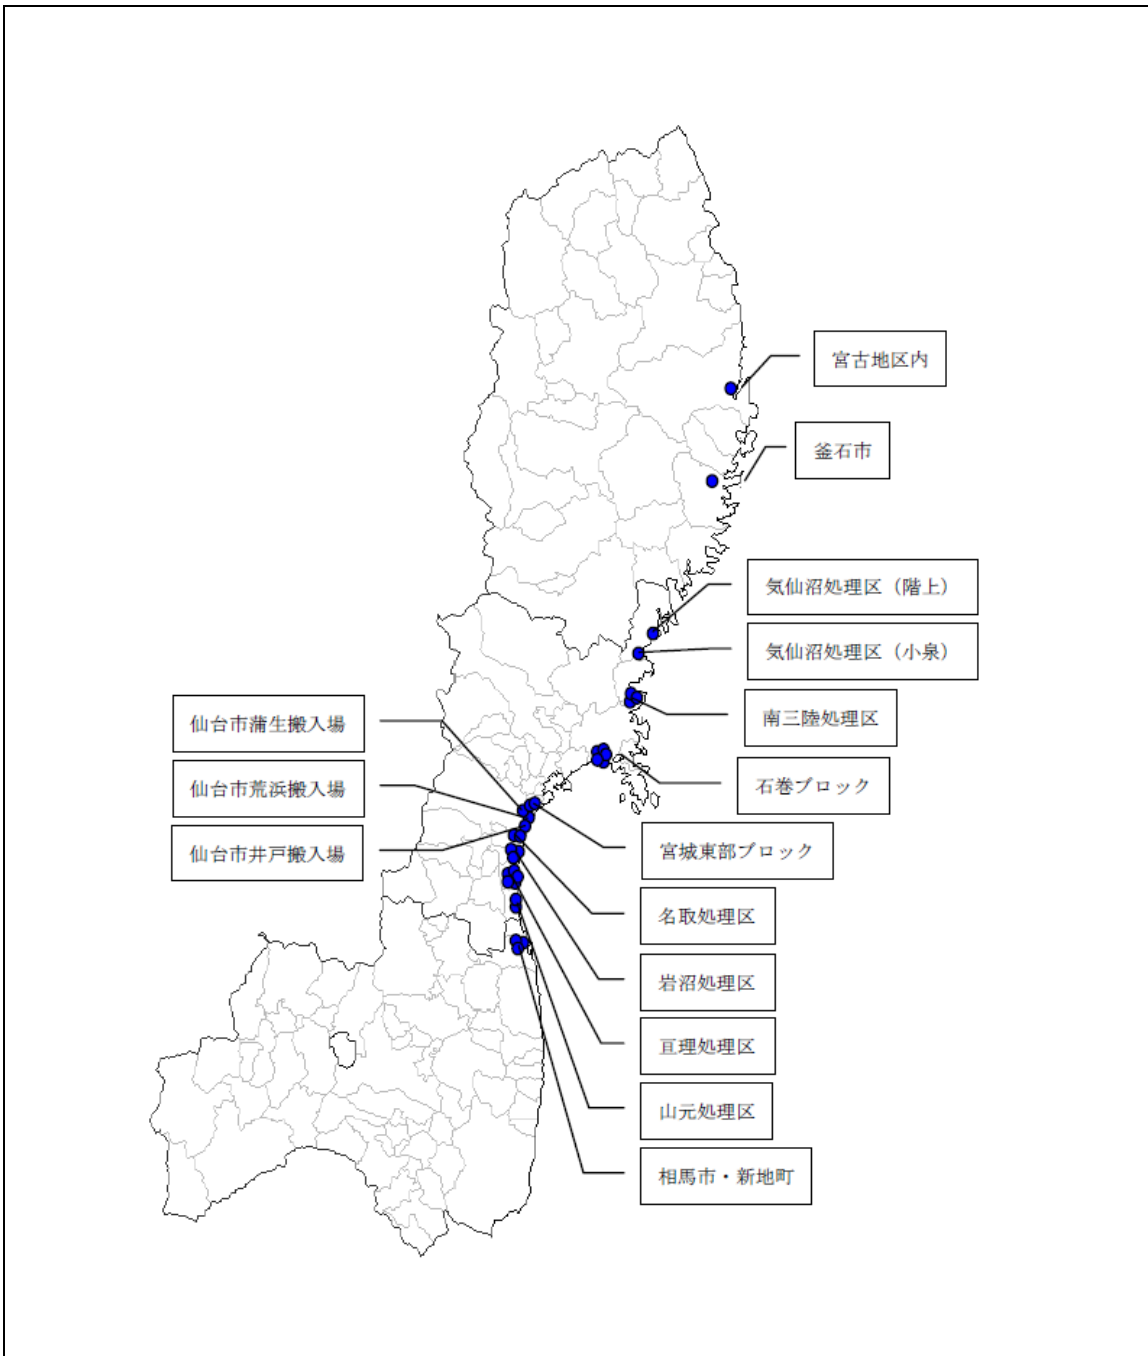 宮古地区内
釜石市
気仙沼処理区（階上）
気仙沼処理区（小泉）
南三陸処理区
石巻ブロック
仙台市蒲生搬入場
仙台市荒浜搬入場
仙台市井戸搬入場
宮城東部ブロック
名取処理区
岩沼処理区
亘理処理区
山元処理区
相馬市・新地町